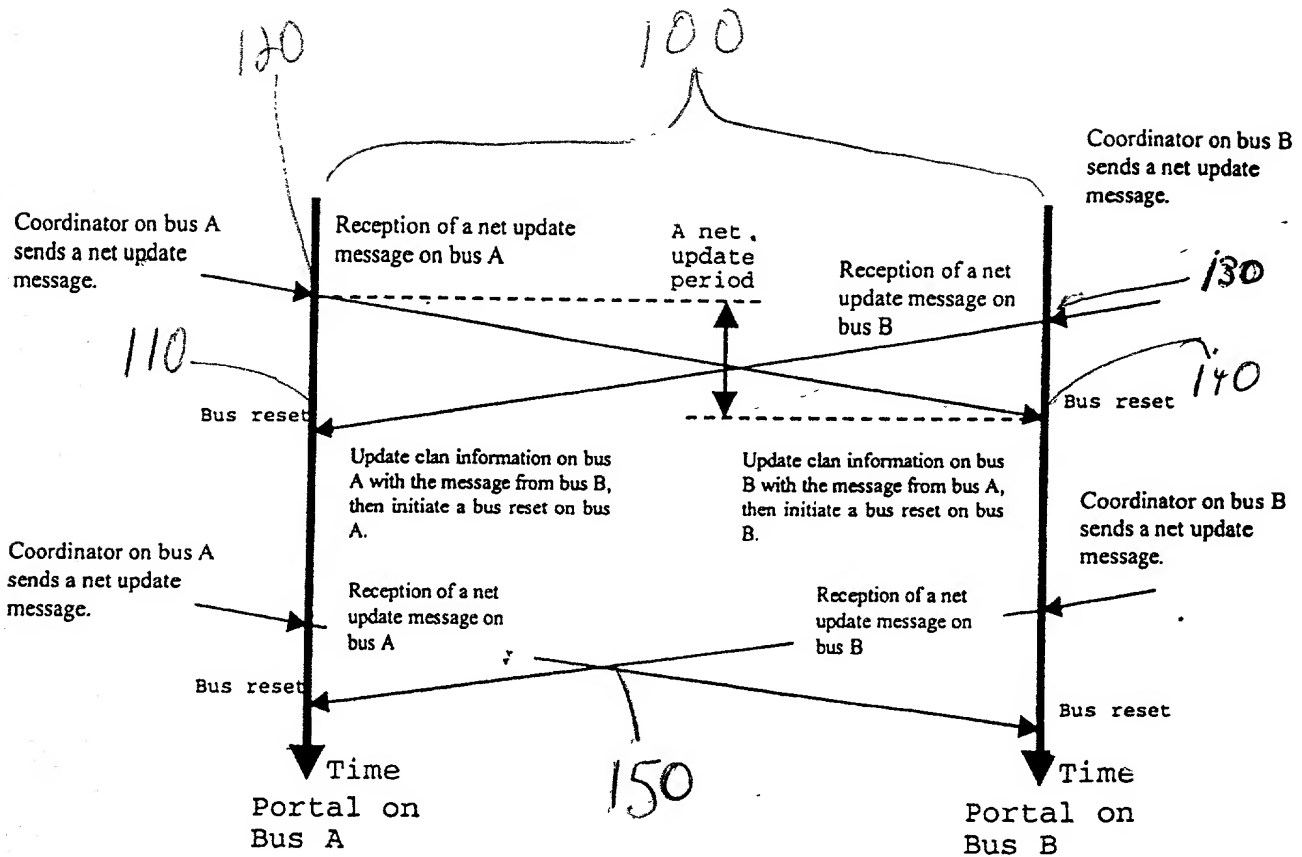 120
100
Coordinator on bus B
sends a net update
message.
Coordinator on bus A
sends a net update
message.
Reception of a net update
message on bus A
A net.
update
period
Reception of a net
update message on
bus B
130
110
140
Bus reset
Bus reset
Update clan information on bus
A with the message from bus B,
then initiate a bus reset on bus
A.
Update clan information on bus
B with the message from bus A,
then initiate a bus reset on bus
B.
Coordinator on bus B
sends a net update
message.
Coordinator on bus A
sends a net update
message.
Reception of a net
update message on
bus A
Reception of a net
update message on
bus B
Bus reset
Bus reset
150
Time
Portal on
Bus A
Time
Portal on
Bus B